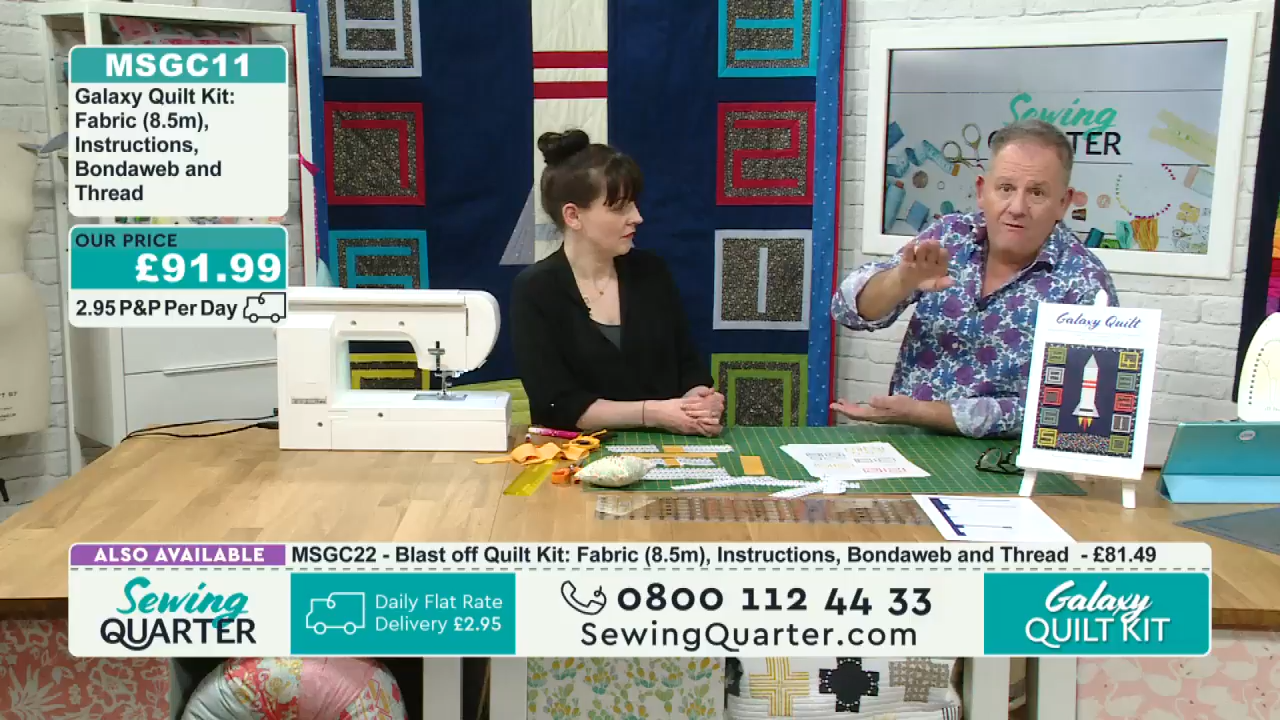 MSGC11
Galaxy Quilt Kit:
Fabric (8.5m),
Instructions,
Bondaweb and
Thread
OUR PRICE
£91.99
2.95 P&P Per Day
Sewing
QUARTER
Galaxy Quilt
ALSO AVAILABLE
MSGC22 - Blast off Quilt Kit: Fabric (8.5m), Instructions, Bondaweb and Thread - £81.49
Sewing
QUARTER
Daily Flat Rate
Delivery £2.95
0800 112 44 33
SewingQuarter.com
Galaxy
QUILT KIT